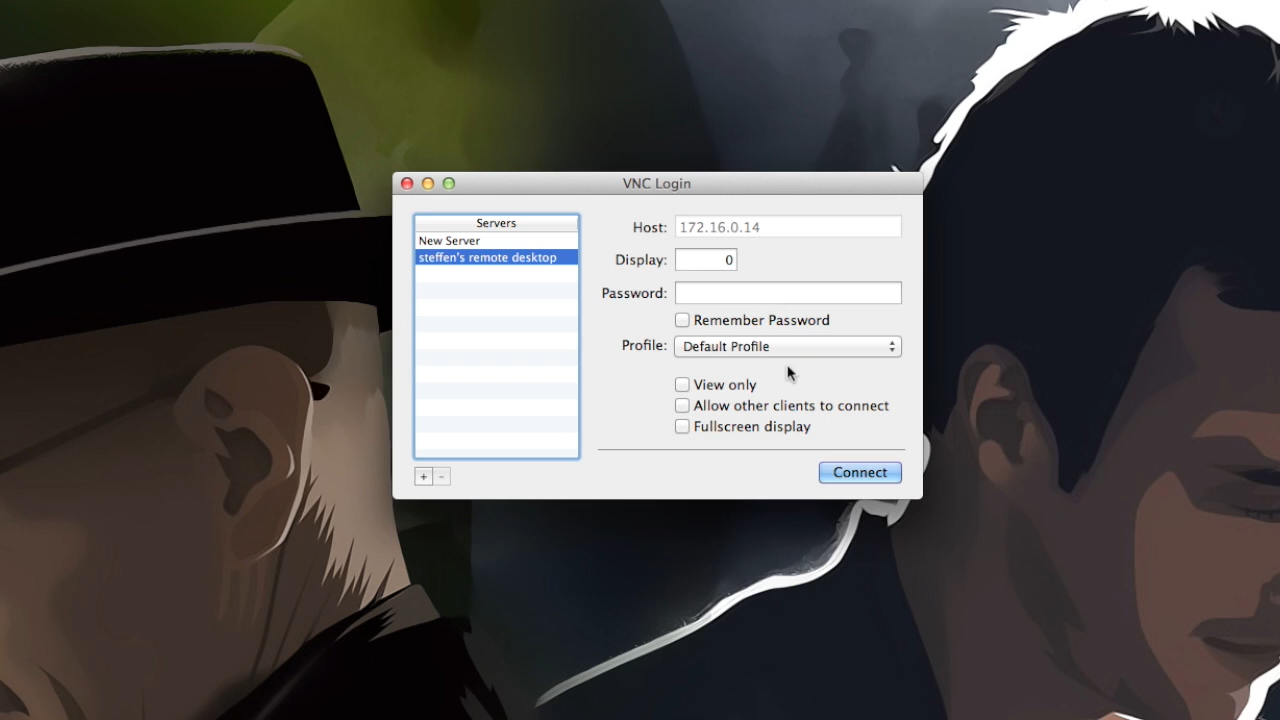 VNC Login
Servers
New Server
steffen's remote desktop
+ −
Host: 172.16.0.14
Display: 0
Password:
Remember Password
Profile: Default Profile
View only
Allow other clients to connect
Fullscreen display
Connect